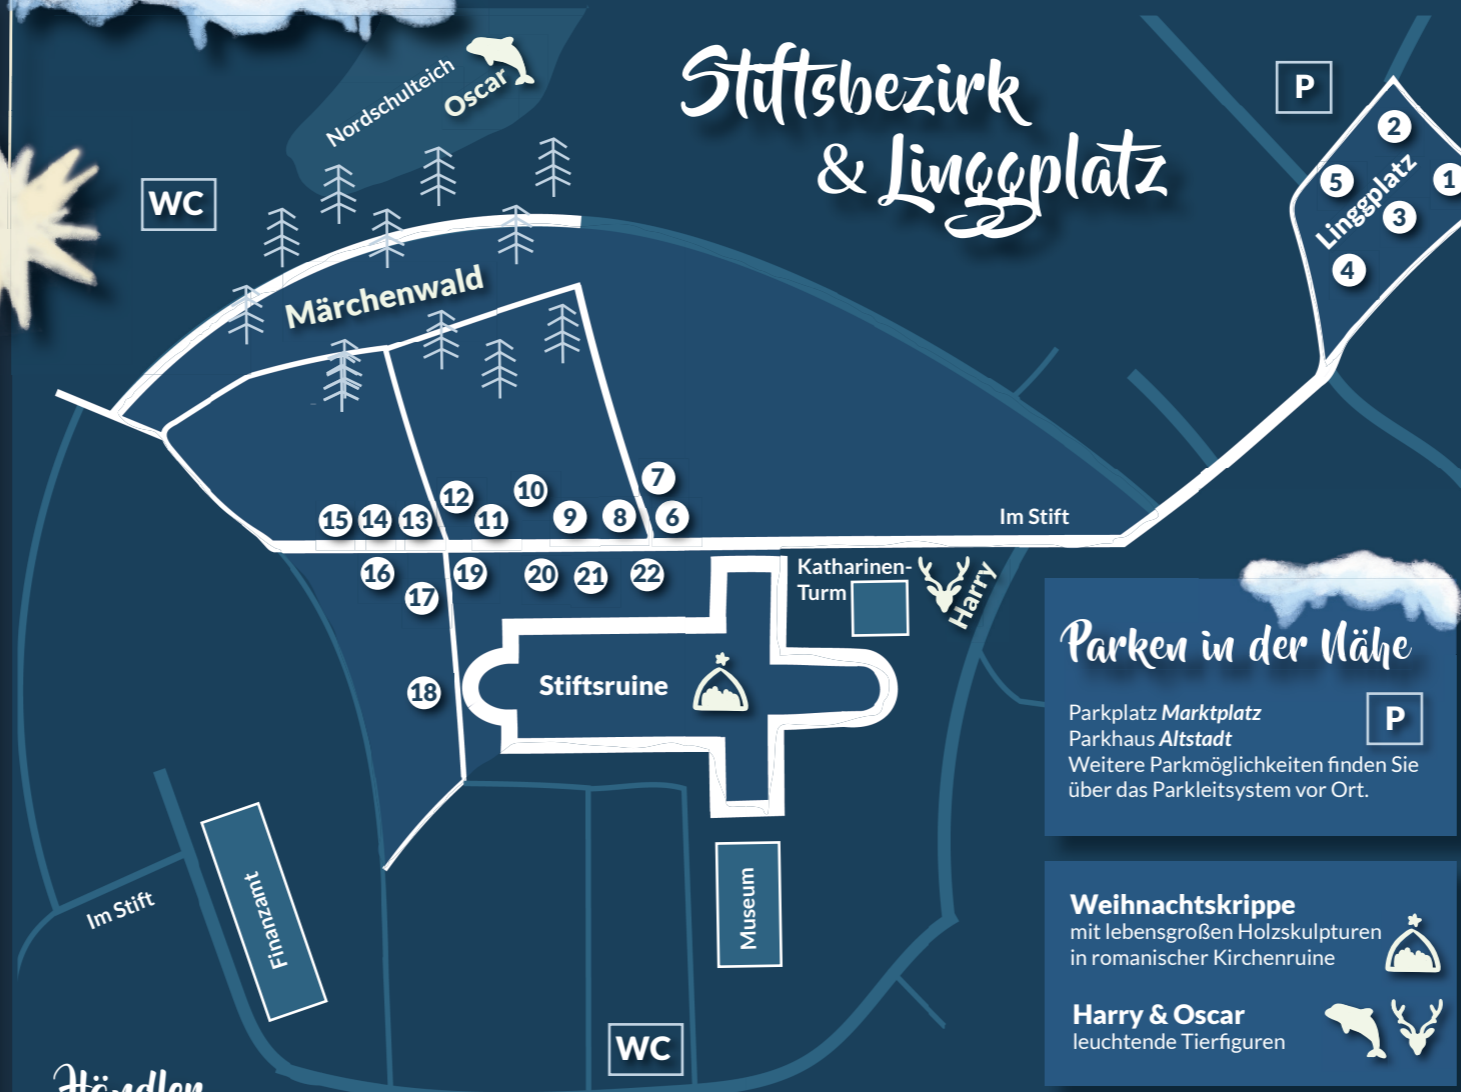 Nordschulteich
Oscar
Stiftsbezirk
& Linggplatz
P
2
5
1
Linggplatz
3
4
WC
Märchenwald
7
12
10
15
14
13
11
9
8
6
Im Stift
16
17
19
20
21
22
Katharinen-
Turm
Harry
18
Stiftsruine
Parken in der Nähe
Parkplatz Marktplatz
Parkhaus Altstadt
P
Weitere Parkmöglichkeiten finden Sie
über das Parkleitsystem vor Ort.
Im Stift
Finanzamt
Museum
WC
Weihnachtskrippe
mit lebensgroßen Holzskulpturen
in romanischer Kirchenruine
Harry & Oscar
leuchtende Tierfiguren
Händler